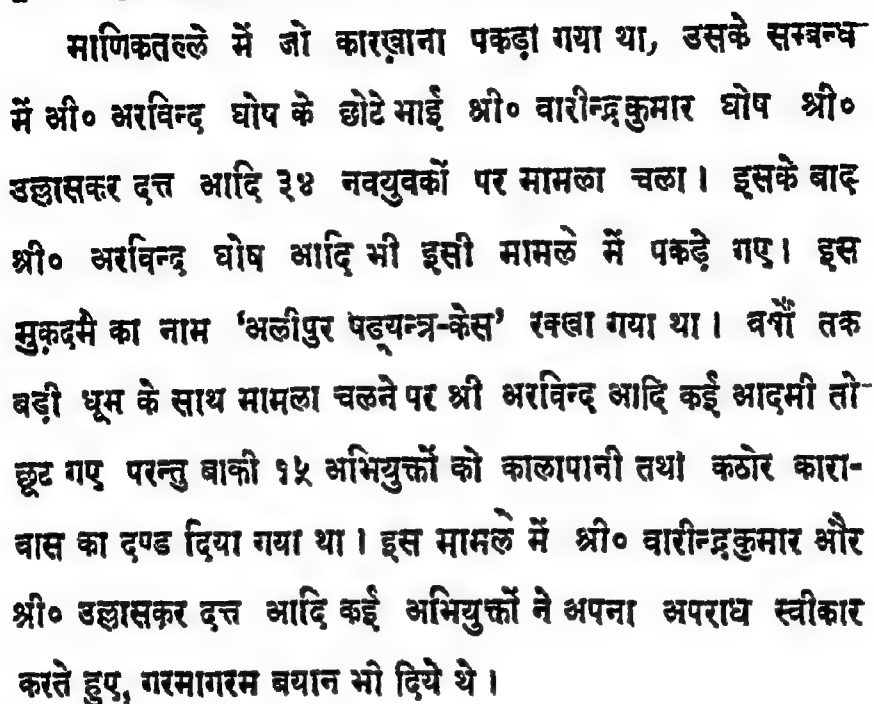 माणिकतल्ले में जो कारख़ाना पकड़ा गया था, उसके सम्बन्ध
में श्री० अरविन्द घोष के छोटे भाई श्री० वारीन्द्रकुमार घोष श्री०
उल्लासकर दत्त आदि ३४ नवयुवकों पर मामला चला। इसके बाद
श्री० अरविन्द घोष आदि भी इसी मामले में पकड़े गए। इस
मुक़दमे का नाम 'अलीपुर षड्यन्त्र-केस' रक्खा गया था। वर्षों तक
बड़ी धूम के साथ मामला चलने पर श्री अरविन्द आदि कई आदमी तो
छूट गए परन्तु बाकी १५ अभियुक्तों को कालापानी तथा कठोर कारा-
वास का दण्ड दिया गया था। इस मामले में श्री० वारीन्द्रकुमार और
श्री० उल्लासकर दत्त आदि कई अभियुक्तों ने अपना अपराध स्वीकार
करते हुए, गरमागरम बयान भी दिये थे।